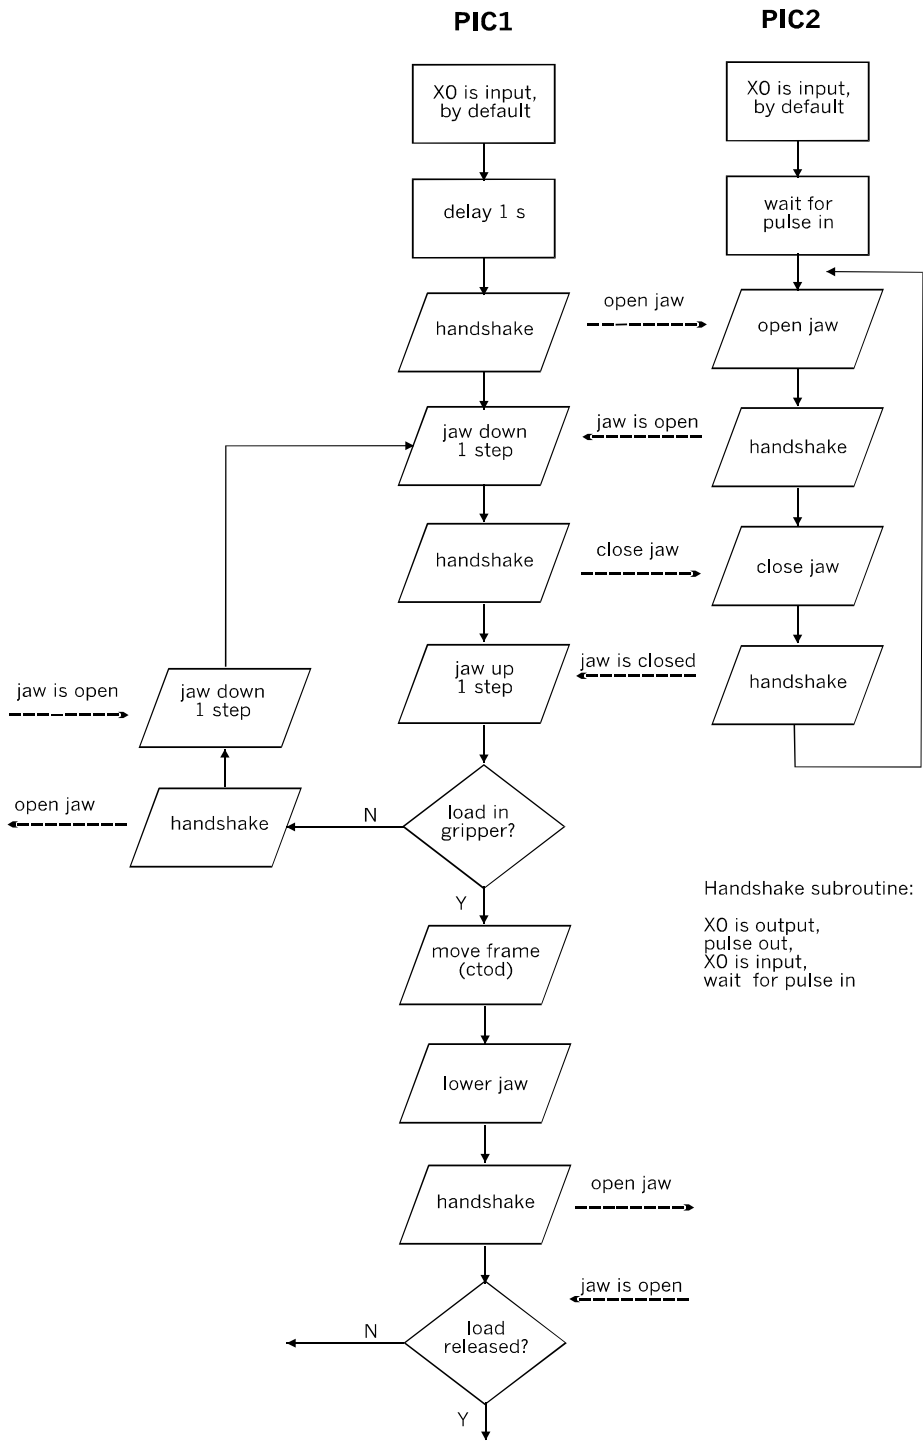 PIC1
X0 is input,
by default
delay 1 s
handshake
open jaw
jaw down
1 step
jaw is open
handshake
close jaw
jaw up
1 step
jaw is closed
load in
gripper?
N
handshake
open jaw
jaw down
1 step
jaw is open
Y
move frame
(ctod)
lower jaw
handshake
open jaw
jaw is open
load
released?
N
Y
PIC2
X0 is input,
by default
wait for
pulse in
open jaw
handshake
close jaw
handshake
Handshake subroutine:
X0 is output,
pulse out,
X0 is input,
wait for pulse in